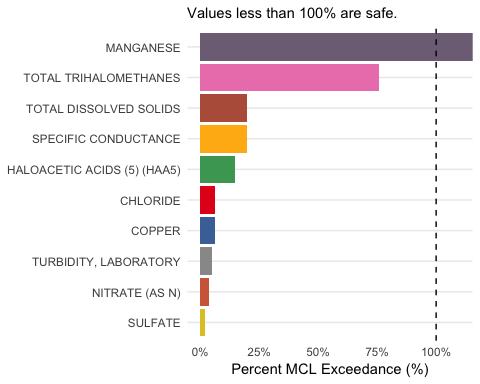 Values less than 100% are safe.
MANGANESE
TOTAL TRIHALOMETHANES
TOTAL DISSOLVED SOLIDS
SPECIFIC CONDUCTANCE
HALOACETIC ACIDS (5) (HAA5)
CHLORIDE
COPPER
TURBIDITY, LABORATORY
NITRATE (AS N)
SULFATE
0% 25% 50% 75% 100%
Percent MCL Exceedance (%)